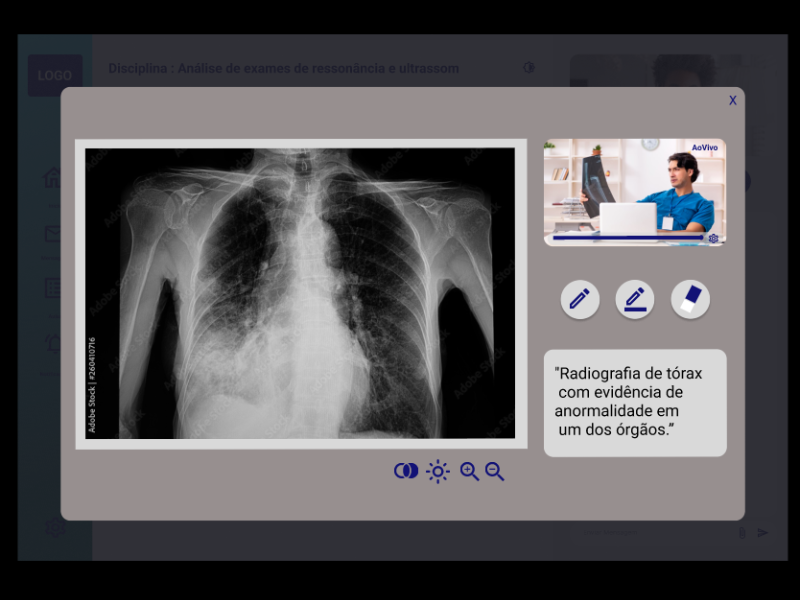 LOGO
Disciplina : Análise de exames de ressonância e ultrassom
X
AoVivo
Adobe Stock | #260410716
"Radiografia de tórax
com evidência de
anormalidade em
um dos órgãos.”